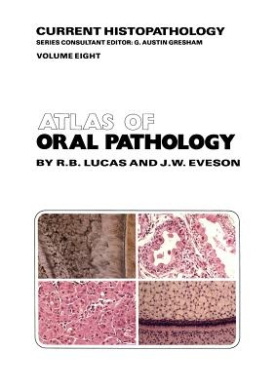 CURRENT HISTOPATHOLOGY
SERIES CONSULTANT EDITOR: G. AUSTIN GRESHAM
VOLUME EIGHT
ATLAS OF
ORAL PATHOLOGY
BY R.B. LUCAS AND J.W. EVESON